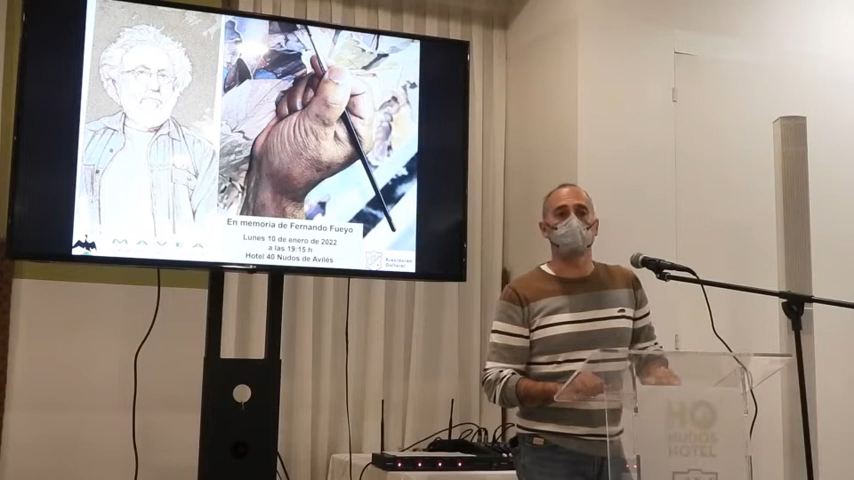 En memoria de Fernando Fueyo
Lunes 10 de enero de 2022
a las 19:15 h
Hotel 40 Nudos de Avilés
MAVEA
HQ
NUDOS
HOTEL